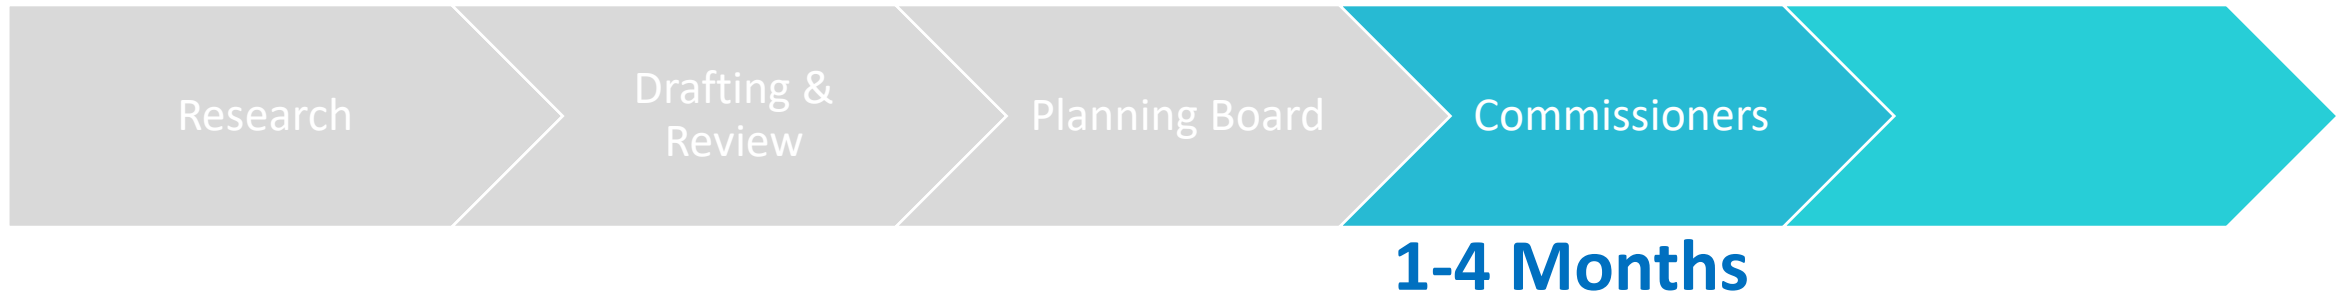 Research
Drafting &
Review
Planning Board
Commissioners
1-4 Months